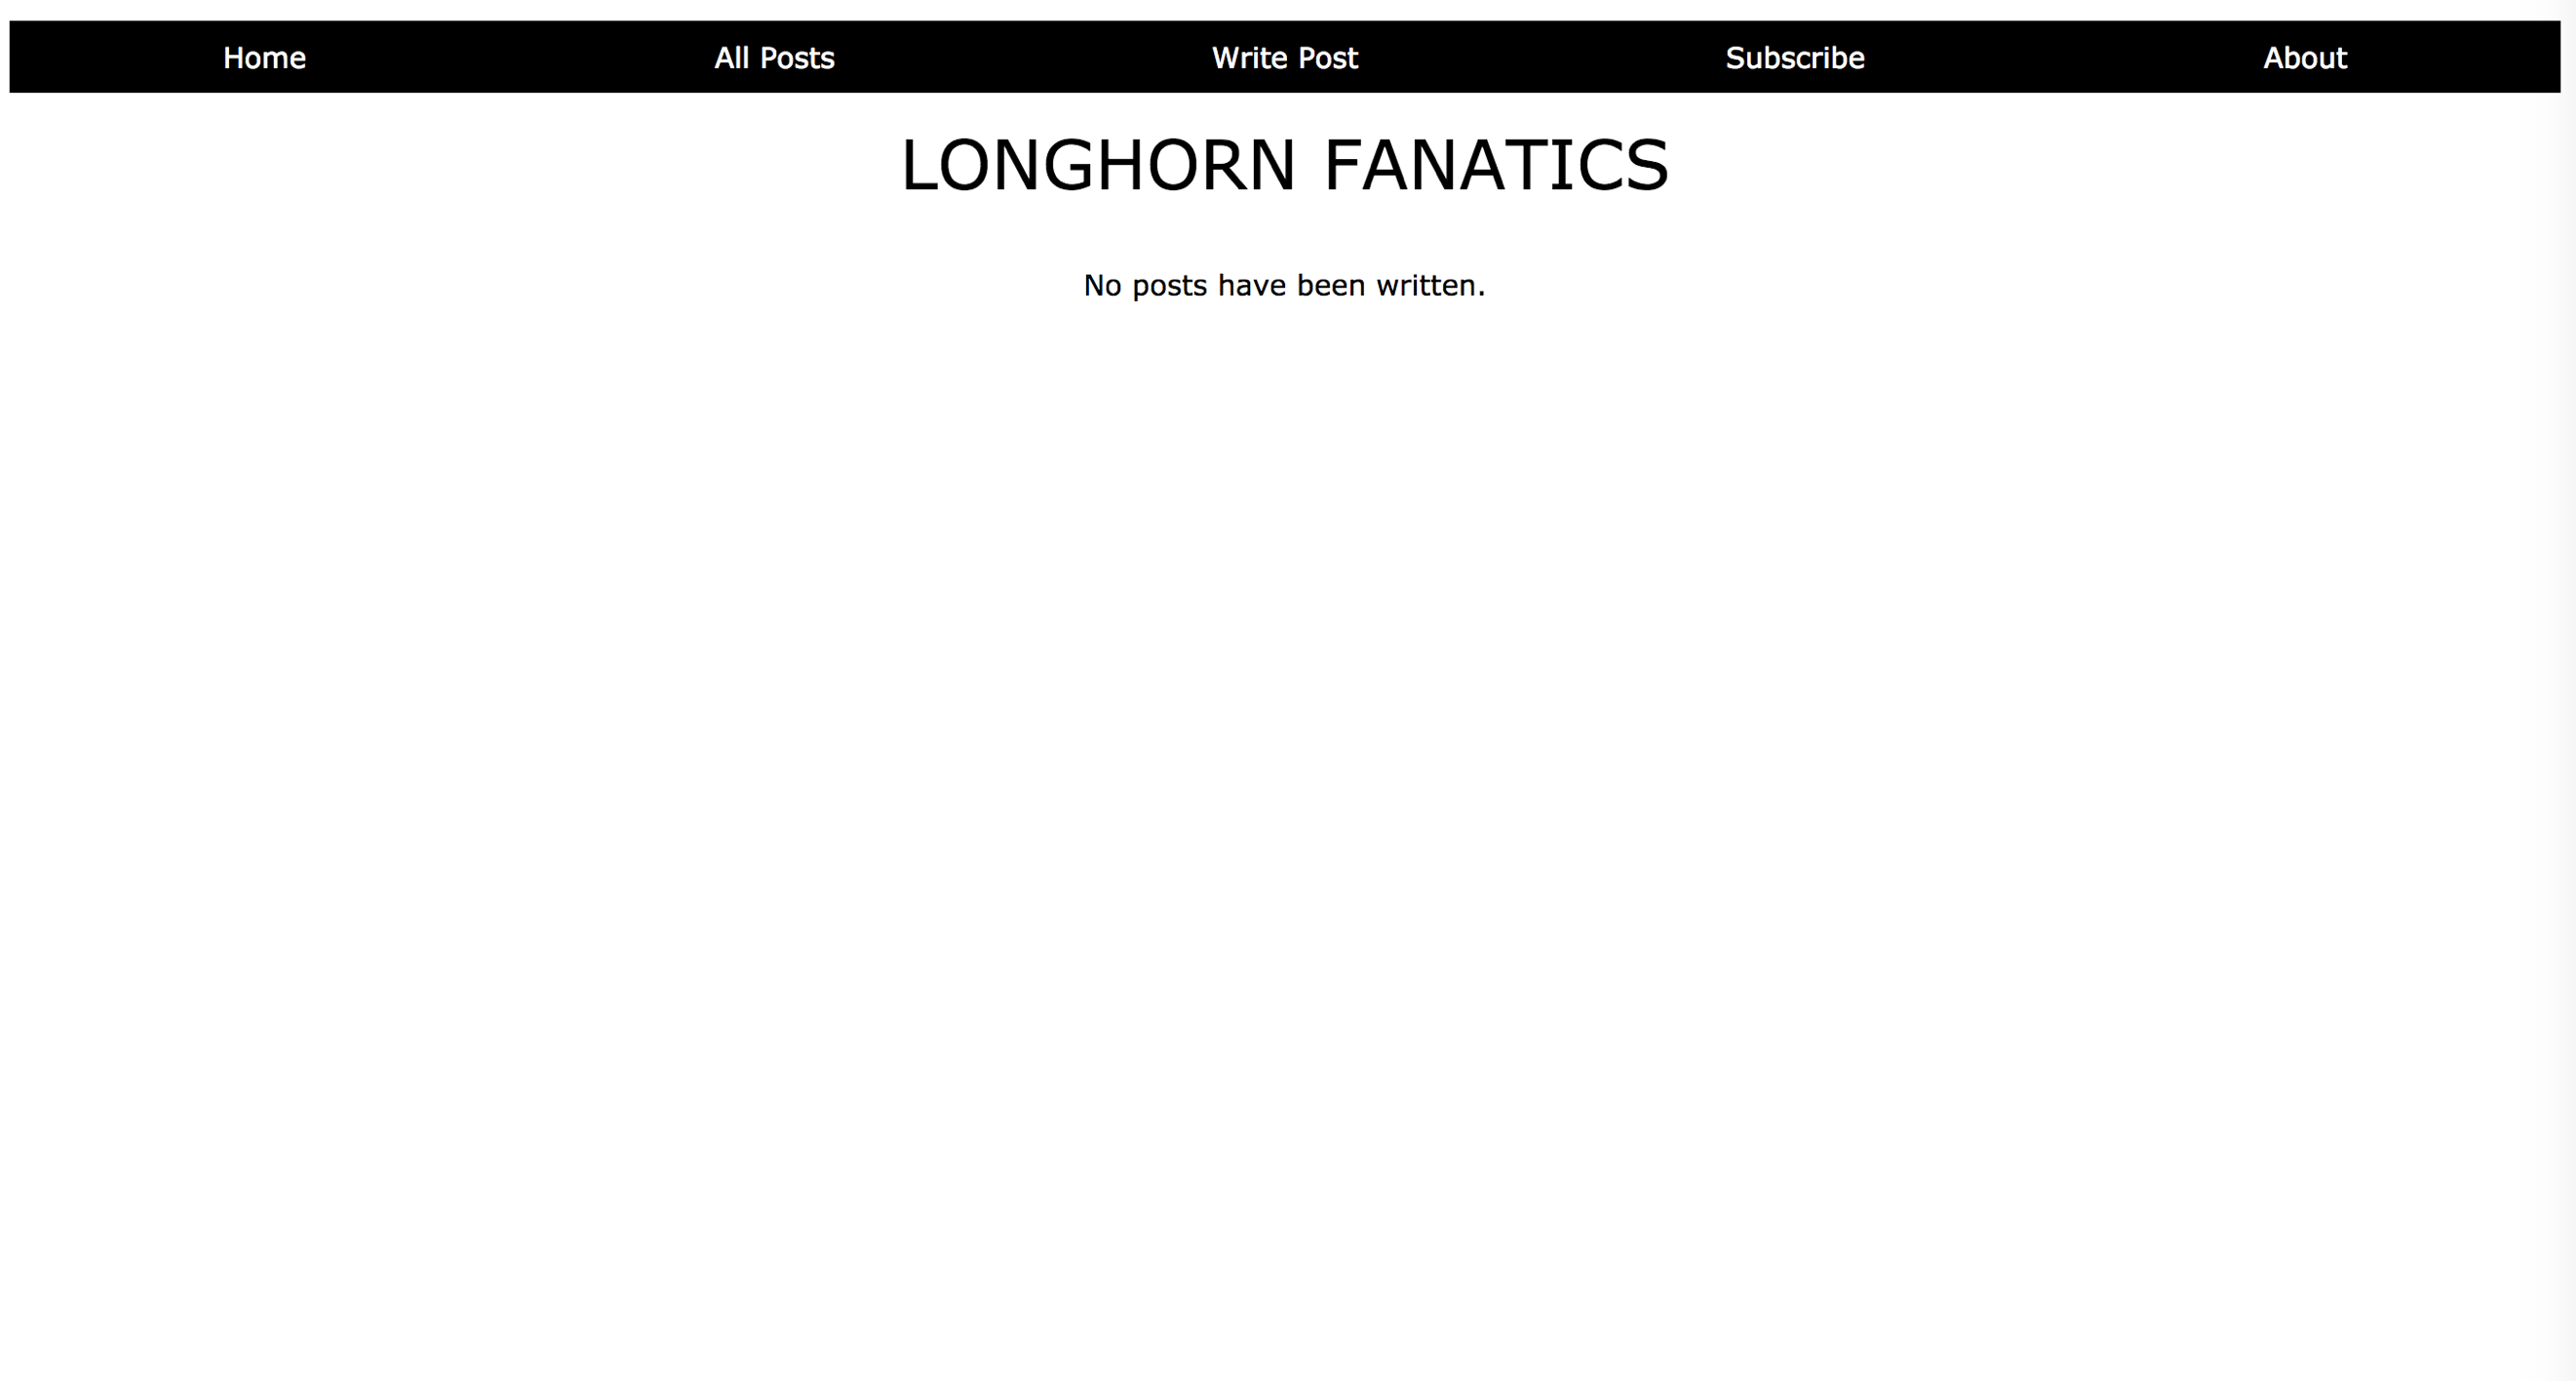 Home All Posts Write Post Subscribe About
LONGHORN FANATICS
No posts have been written.